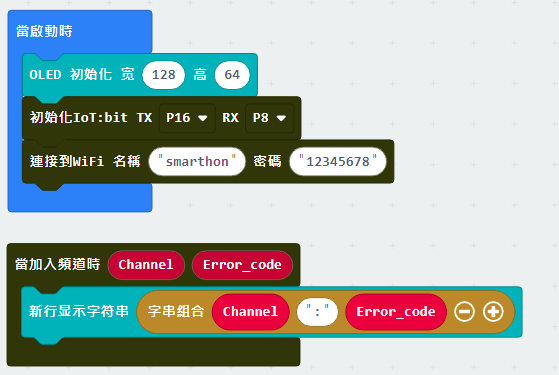 當啟動時
OLED 初始化 宽 128 高 64
初始化IoT:bit TX P16 RX P8
連接到WiFi 名稱 "smarthon" 密碼 "12345678"
當加入頻道時 Channel Error_code
新行显示字符串 字串組合 Channel ":" Error_code